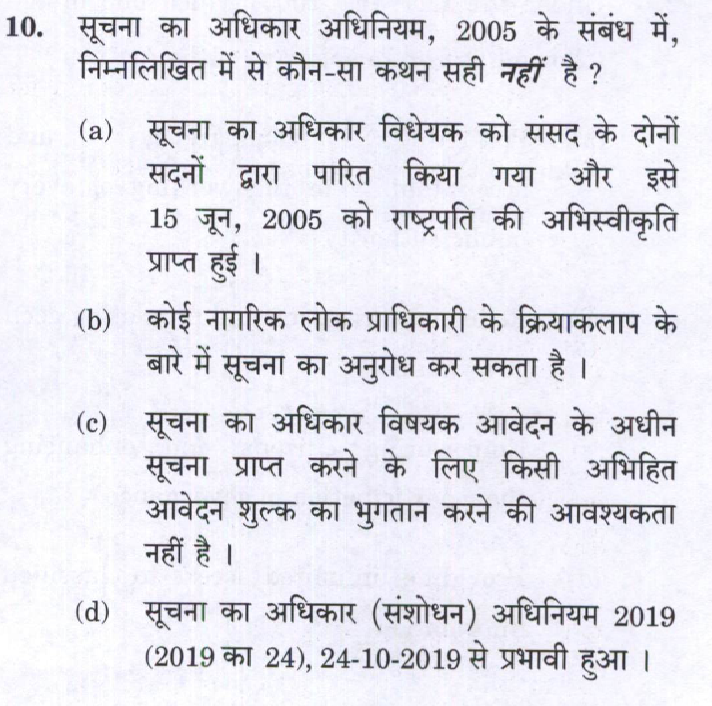 10. सूचना का अधिकार अधिनियम, 2005 के संबंध में,
निम्नलिखित में से कौन-सा कथन सही नहीं है ?
(a) सूचना का अधिकार विधेयक को संसद के दोनों
सदनों द्वारा पारित किया गया और इसे
15 जून, 2005 को राष्ट्रपति की अभिस्वीकृति
प्राप्त हुई ।
(b) कोई नागरिक लोक प्राधिकारी के क्रियाकलाप के
बारे में सूचना का अनुरोध कर सकता है ।
(c) सूचना का अधिकार विषयक आवेदन के अधीन
सूचना प्राप्त करने के लिए किसी अभिहित
आवेदन शुल्क का भुगतान करने की आवश्यकता
नहीं है ।
(d) सूचना का अधिकार (संशोधन) अधिनियम 2019
(2019 का 24), 24-10-2019 से प्रभावी हुआ ।